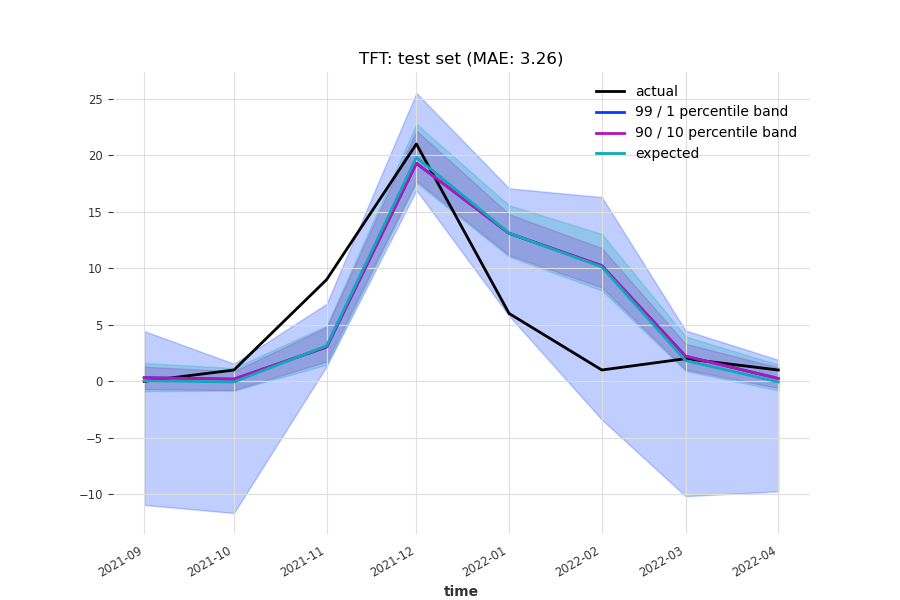 TFT: test set (MAE: 3.26)
actual
99 / 1 percentile band
90 / 10 percentile band
expected
25
20
15
10
5
0
−5
−10
2021-09
2021-10
2021-11
2021-12
2022-01
2022-02
2022-03
2022-04
time